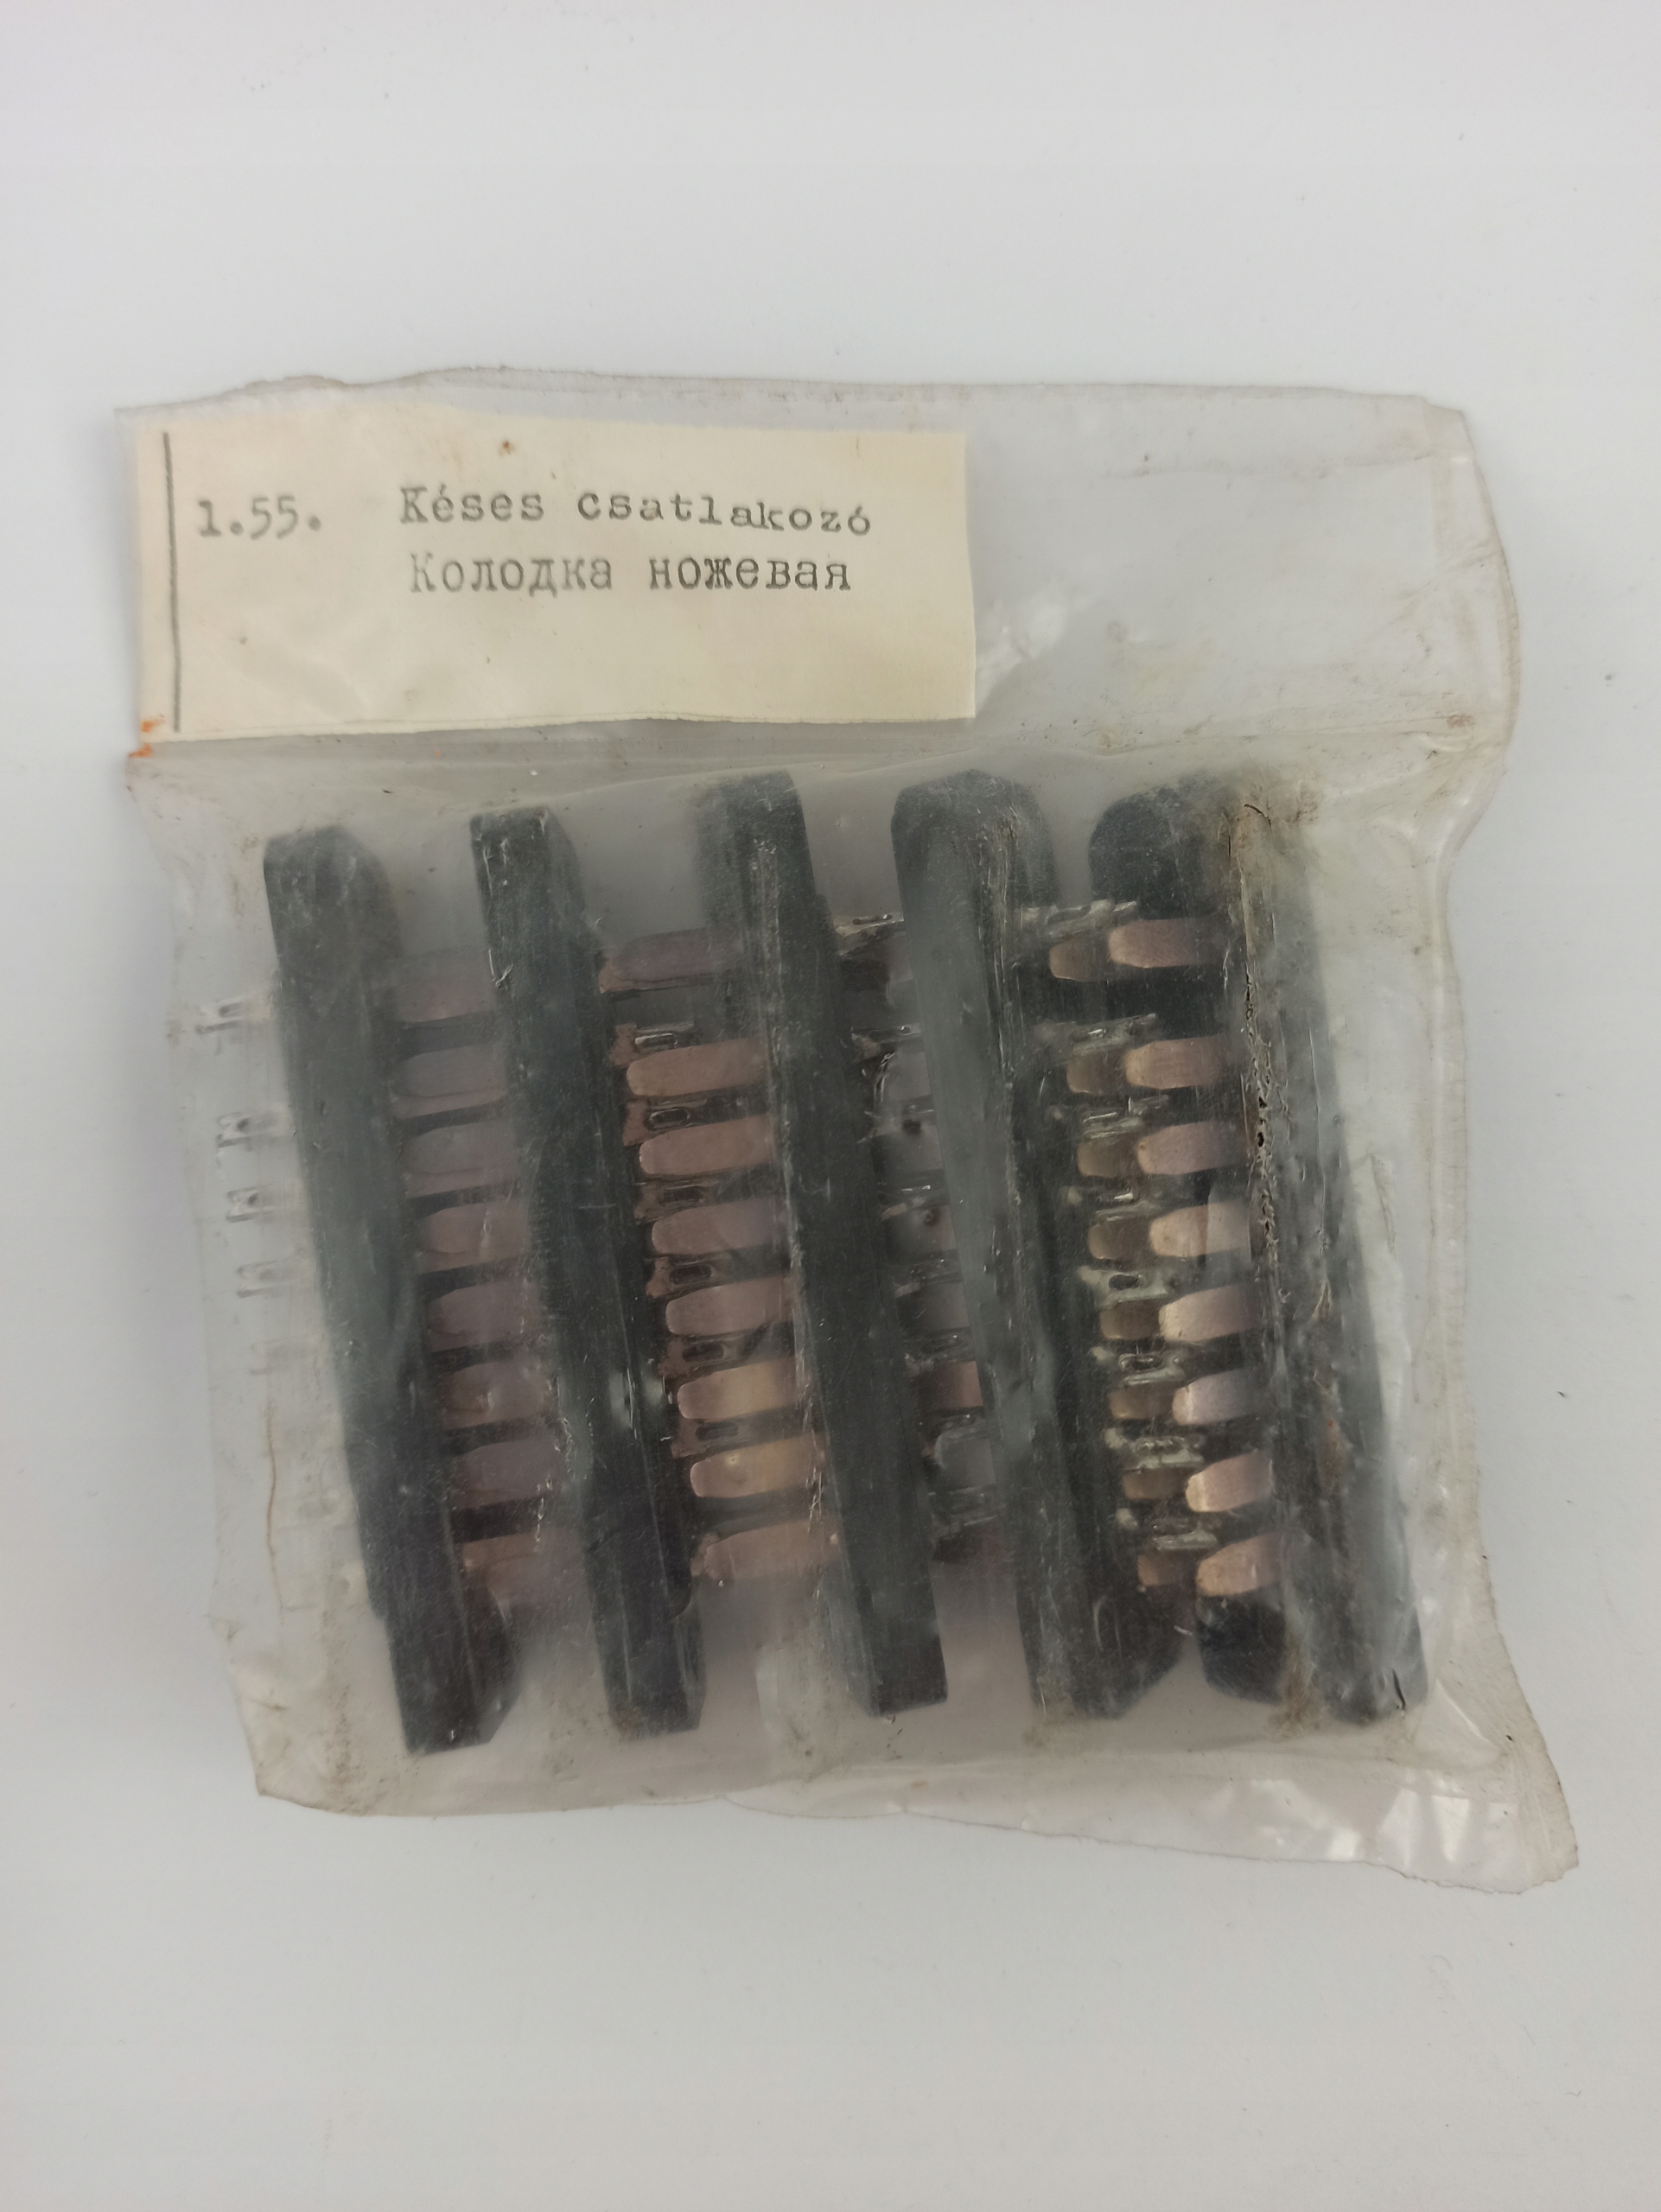 1.55. Késes csatlakozó
Колодка ножевая